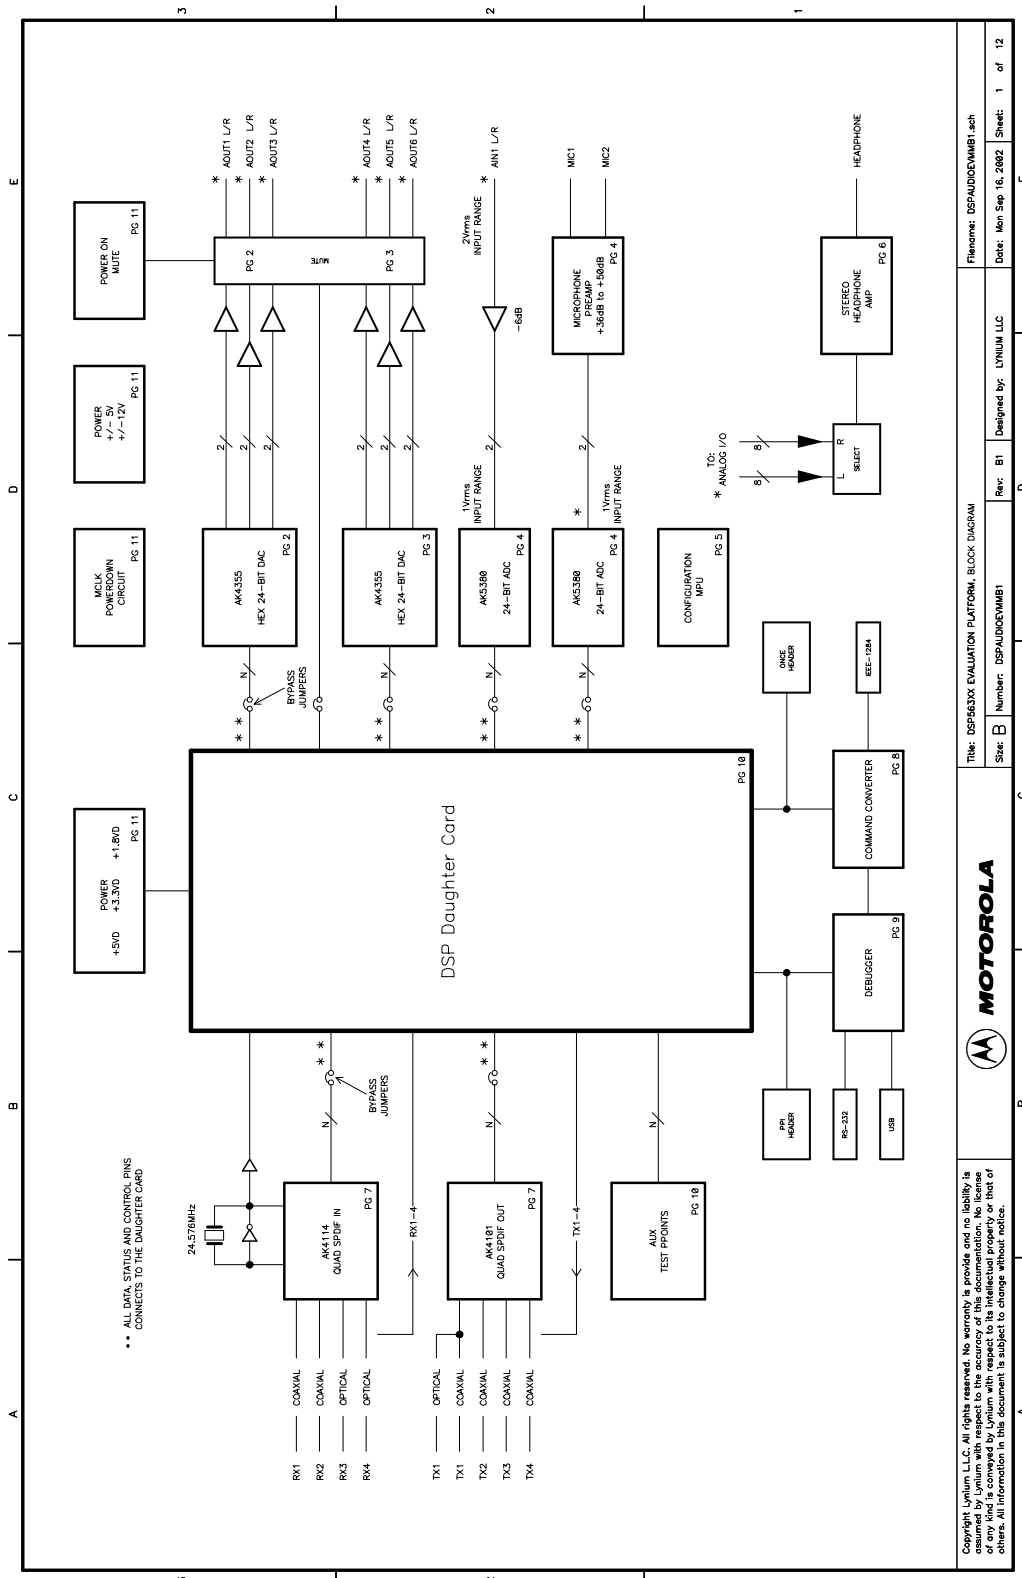 A
B
C
D
E
3
2
1
** ALL DATA, STATUS AND CONTROL PINS
CONNECTS TO THE DAUGHTER CARD
24.576MHz
POWER
+5VD +3.3VD +1.8VD
PG 11
MCLK
POWERDOWN
CIRCUIT
PG 11
POWER
+/- 5V
+/-12V
PG 11
POWER ON
MUTE
PG 11
RX1 COAXIAL
RX2 COAXIAL
RX3 OPTICAL
RX4 OPTICAL
AK4114
QUAD SPDIF IN
PG 7
N
BYPASS
JUMPERS
* *
RX1-4
TX1 OPTICAL
TX1 COAXIAL
TX2 COAXIAL
TX3 COAXIAL
TX4 COAXIAL
AK4101
QUAD SPDIF OUT
PG 7
N
* *
TX1-4
AUX
TEST PPOINTS
PG 10
N
DSP Daughter Card
PG 10
* *
N
BYPASS
JUMPERS
AK4355
HEX 24-BIT DAC
PG 2
2
2
2
PG 2
MUTE
PG 3
* AOUT1 L/R
* AOUT2 L/R
* AOUT3 L/R
* *
N
AK4355
HEX 24-BIT DAC
PG 3
2
2
2
* AOUT4 L/R
* AOUT5 L/R
* AOUT6 L/R
* *
N
1Vrms
INPUT RANGE
AK5380
24-BIT ADC
PG 4
2
-6dB
2Vrms
INPUT RANGE
* AIN1 L/R
* *
N
AK5380
24-BIT ADC
PG 4
*
1Vrms
INPUT RANGE
2
MICROPHONE
PREAMP
+36dB to +50dB
PG 4
MIC1
MIC2
CONFIGURATION
MPU
PG 5
TO:
* ANALOG I/O
8
8
L R
SELECT
STEREO
HEADPHONE
AMP
PG 6
HEADPHONE
PPI
HEADER
RS-232
USB
DEBUGGER
PG 9
COMMAND CONVERTER
PG 8
ONCE
HEADER
IEEE-1284
Copyright Lynium L.L.C. All rights reserved. No warranty is provide and no liability is
assumed by Lynium with respect to the accuracy of this documentation. No license
of any kind is conveyed by Lynium with respect to its intellectual property or that of
others. All information in this document is subject to change without notice.
MOTOROLA
Title: DSP563XX EVALUATION PLATFORM, BLOCK DIAGRAM
Filename: DSPAUDIOEVMMB1.sch
Size: B Number: DSPAUDIOEVMMB1 Rev: B1 Designed by: LYNIUM LLC Date: Mon Sep 16, 2002 Sheet: 1 of 12